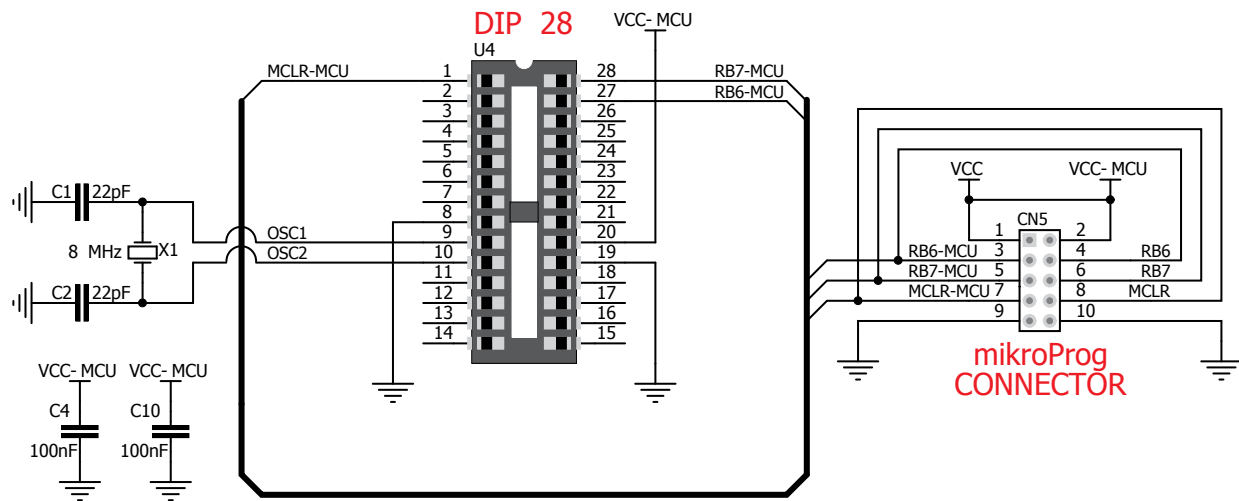 DIP 28
U4
VCC- MCU
MCLR-MCU
1
2
3
4
5
6
7
8
9
10
11
12
13
14
28
27
26
25
24
23
22
21
20
19
18
17
16
15
RB7-MCU
RB6-MCU
C1
22pF
8 MHz
X1
C2
22pF
OSC1
OSC2
VCC
VCC- MCU
CN5
1
2
RB6-MCU
3
4
RB6
RB7-MCU
5
6
RB7
MCLR-MCU
7
8
MCLR
9
10
mikroProg
CONNECTOR
VCC- MCU
C4
100nF
VCC- MCU
C10
100nF